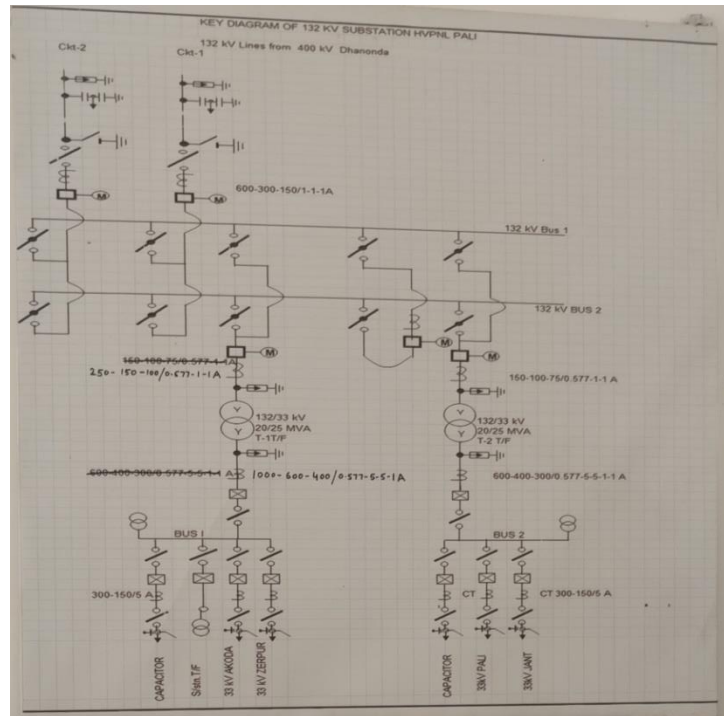 KEY DIAGRAM OF 132 KV SUBSTATION HVPNL PALI
132 kV Lines from 400 kV Dhanonda
Ckt-2
Ckt-1
M
M
600-300-150/1-1-1A
132 kV Bus 1
132 kV BUS 2
M
M
M
150-100-75/0.577-1-1A
250-150-100/0.577-1-1A
150-100-75/0.577-1-1 A
Y
Y
132/33 kV
20/25 MVA
T-1T/F
Y
Y
132/33 kV
20/25 MVA
T-2 T/F
600-400-300/0.577-5-5-1-1 A
1000-600-400/0.577-5-5-1A
600-400-300/0.577-5-5-1-1 A
BUS I
BUS 2
300-150/5 A
CT
CT 300-150/5 A
CAPACITOR
33 kV AKODA
33 kV ZERPUR
CAPACITOR
33kV PALI
33kV JANT